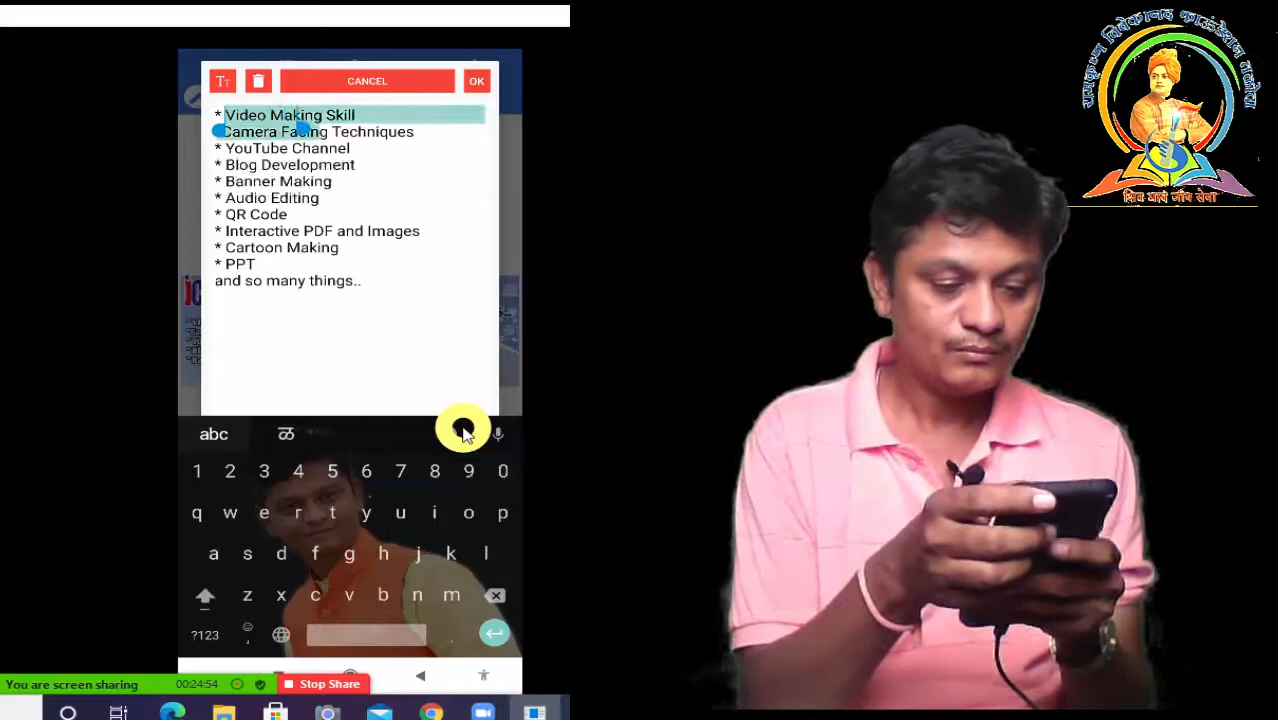 CANCEL
OK
* Video Making Skill
Camera Facing Techniques
* YouTube Channel
* Blog Development
* Banner Making
* Audio Editing
* QR Code
* Interactive PDF and Images
* Cartoon Making
* PPT
and so many things..
abc ळ
1 2 3 4 5 6 7 8 9 0
q w e r t y u i o p
a s d f g h j k l
z x c v b n m
?123
You are screen sharing 00:24:54 Stop Share
रामकृष्ण विवेकानंद फाऊंडेशन
शिव भावे जीव सेवा